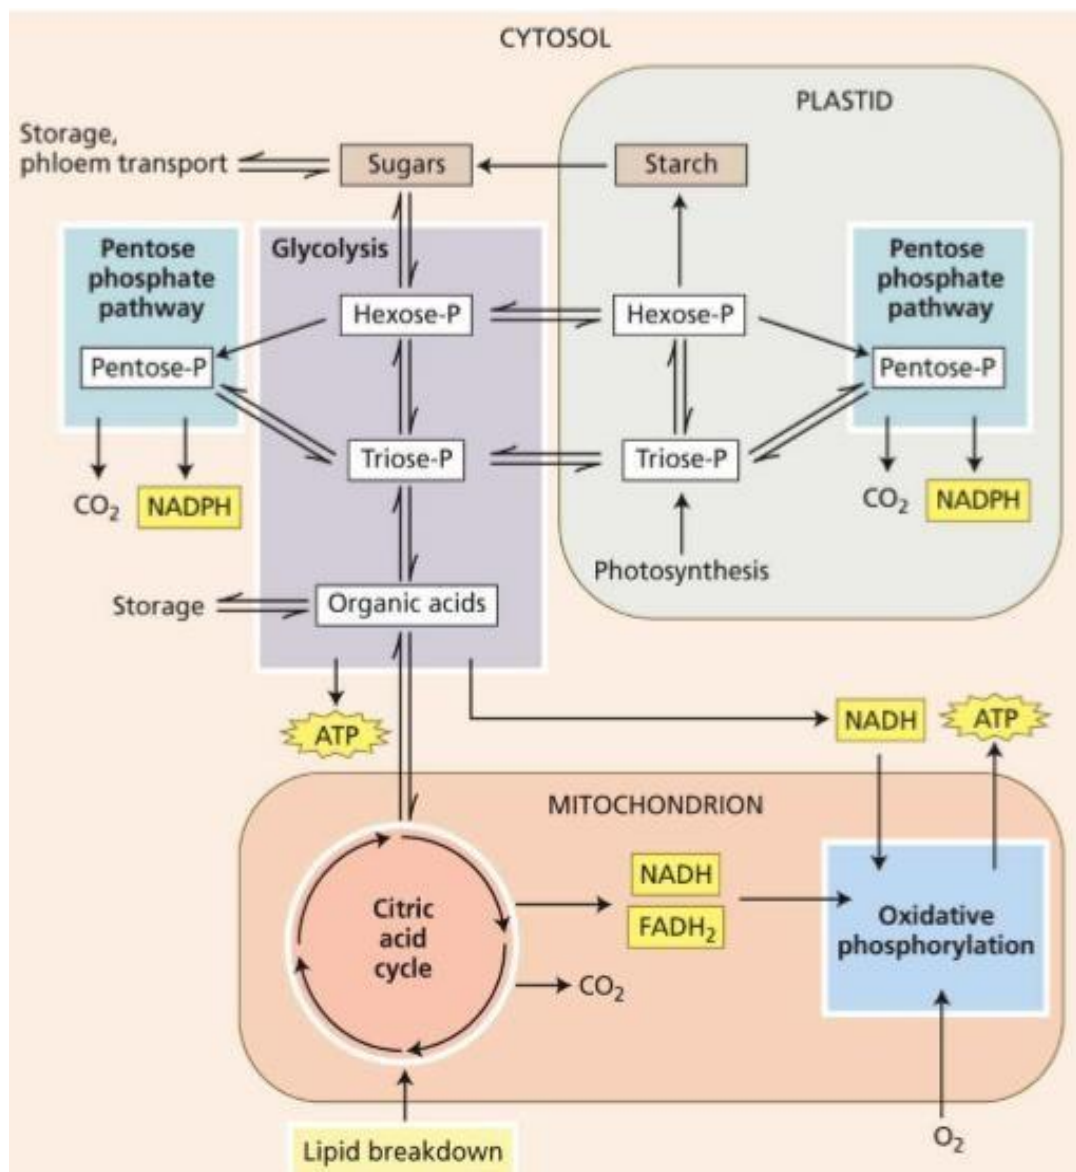 CYTOSOL
PLASTID
Storage,
phloem transport
Sugars
Starch
Pentose
phosphate
pathway
Glycolysis
Pentose
phosphate
pathway
Hexose-P
Hexose-P
Pentose-P
Pentose-P
Triose-P
Triose-P
CO₂
NADPH
CO₂
NADPH
Photosynthesis
Storage
Organic acids
ATP
NADH
ATP
MITOCHONDRION
Citric
acid
cycle
NADH
FADH₂
CO₂
Oxidative
phosphorylation
Lipid breakdown
O₂